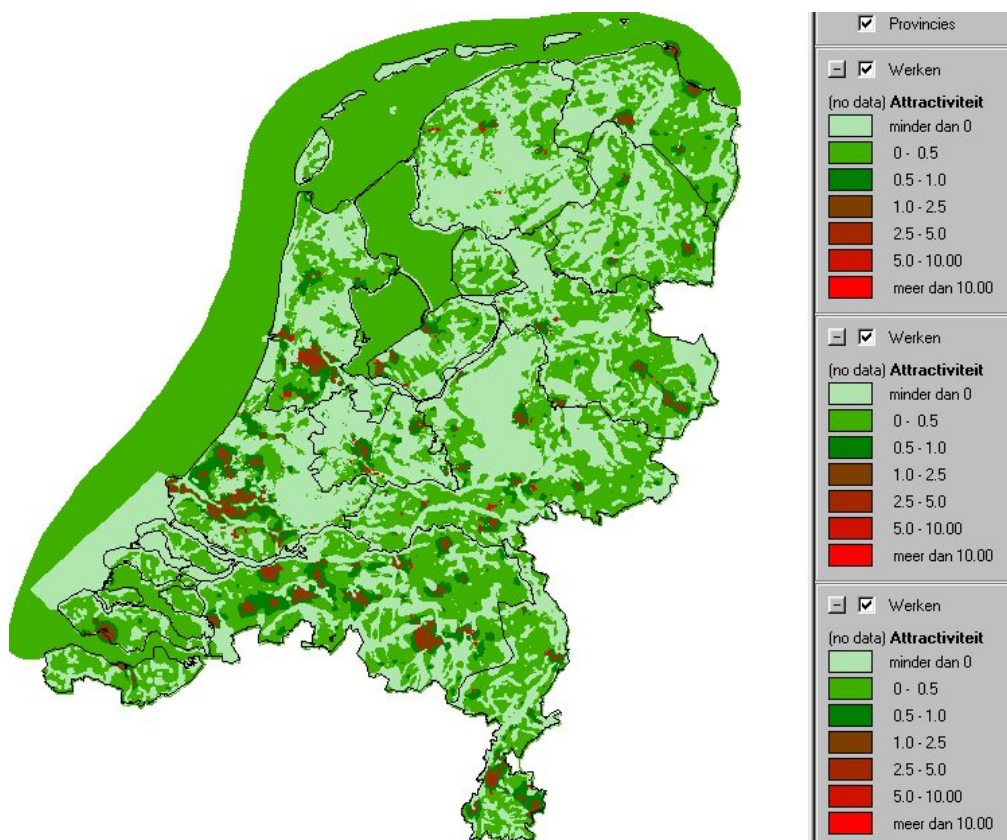 Provincies
Werken
(no data) Attractiviteit
minder dan 0
0 - 0.5
0.5 - 1.0
1.0 - 2.5
2.5 - 5.0
5.0 - 10.00
meer dan 10.00
Werken
(no data) Attractiviteit
minder dan 0
0 - 0.5
0.5 - 1.0
1.0 - 2.5
2.5 - 5.0
5.0 - 10.00
meer dan 10.00
Werken
(no data) Attractiviteit
minder dan 0
0 - 0.5
0.5 - 1.0
1.0 - 2.5
2.5 - 5.0
5.0 - 10.00
meer dan 10.00